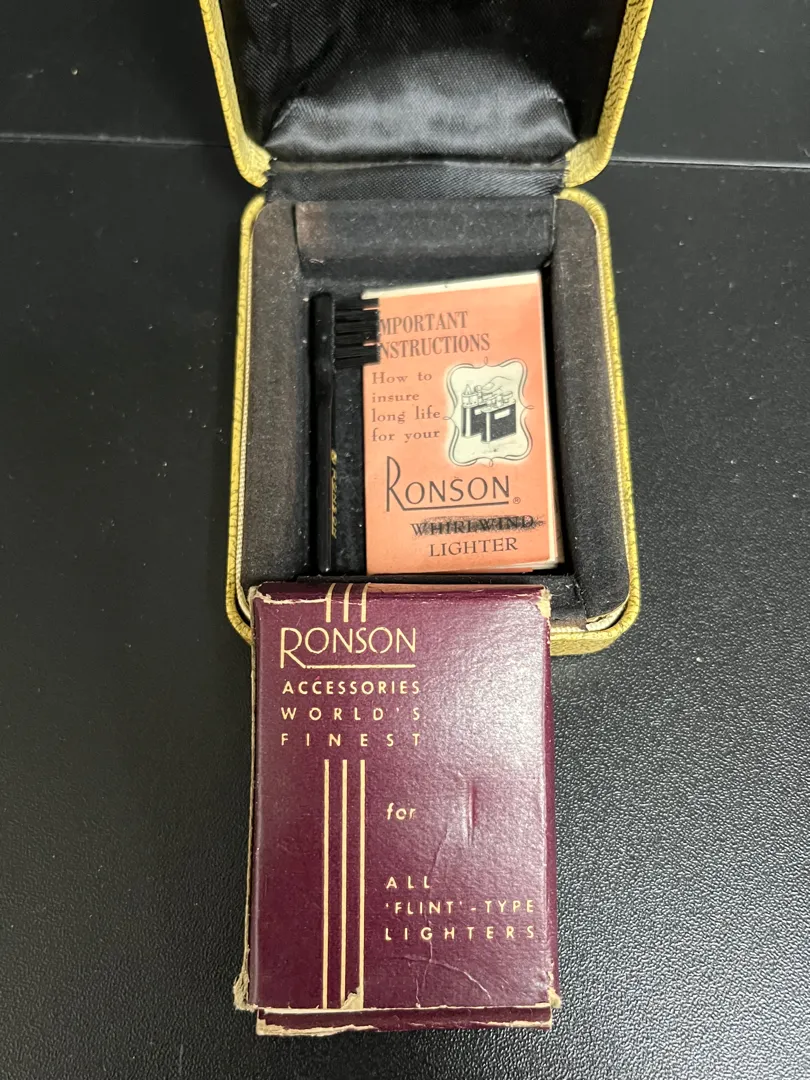 IMPORTANT
INSTRUCTIONS
How to
insure
long life
for your
RONSON®
WHIRLWIND
LIGHTER
RONSON
ACCESSORIES
WORLD'S
FINEST
for
ALL
'FLINT'-TYPE
LIGHTERS